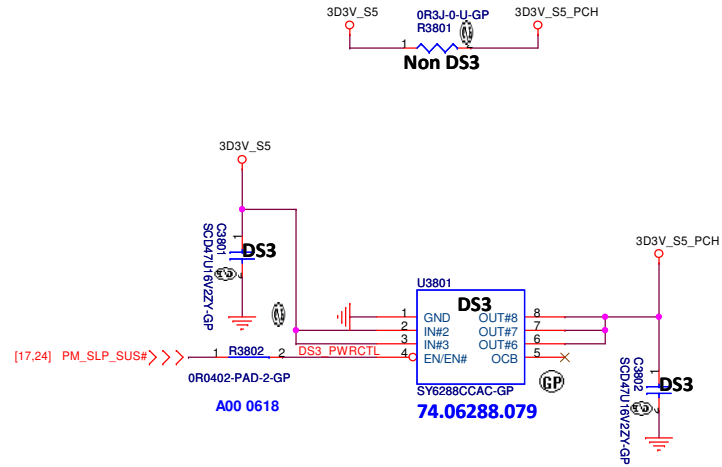 3D3V_S5
0R3J-0-U-GP
R3801
3D3V_S5_PCH
1
Non DS3
3D3V_S5
C3801
SCD47U16V2ZY-GP
1
DS3
3D3V_S5_PCH
U3801
DS3
1 GND OUT#8 8
2 IN#2 OUT#7 7
3 IN#3 OUT#6 6
4 EN/EN# OCB 5
[17,24] PM_SLP_SUS#
1 R3802 2 DS3_PWRCTL
0R0402-PAD-2-GP
A00 0618
SY6288CCAC-GP
74.06288.079
GP
C3802
SCD47U16V2ZY-GP
1
DS3